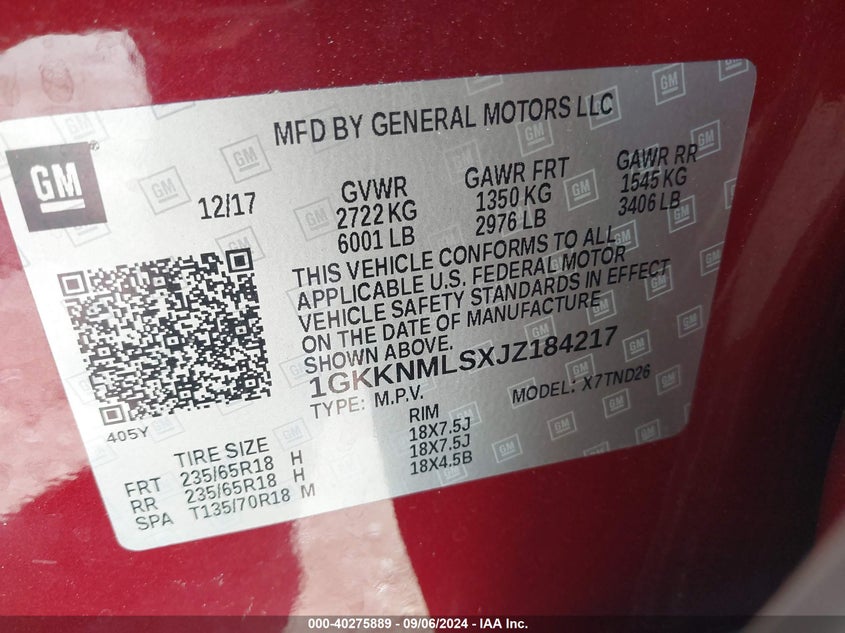 MFD BY GENERAL MOTORS LLC
GM
12/17
GVWR
2722 KG
6001 LB
GAWR FRT
1350 KG
2976 LB
GAWR RR
1545 KG
3406 LB
THIS VEHICLE CONFORMS TO ALL
APPLICABLE U.S. FEDERAL MOTOR
VEHICLE SAFETY STANDARDS IN EFFECT
ON THE DATE OF MANUFACTURE
SHOWN ABOVE.
1GKKNMLSXJZ184217
TYPE: M.P.V.
MODEL: X7TND26
405Y
TIRE SIZE
RIM
FRT 235/65R18 H 18X7.5J
RR 235/65R18 H 18X7.5J
SPA T135/70R18 M 18X4.5B
000-40275889 - 09/06/2024 - IAA Inc.